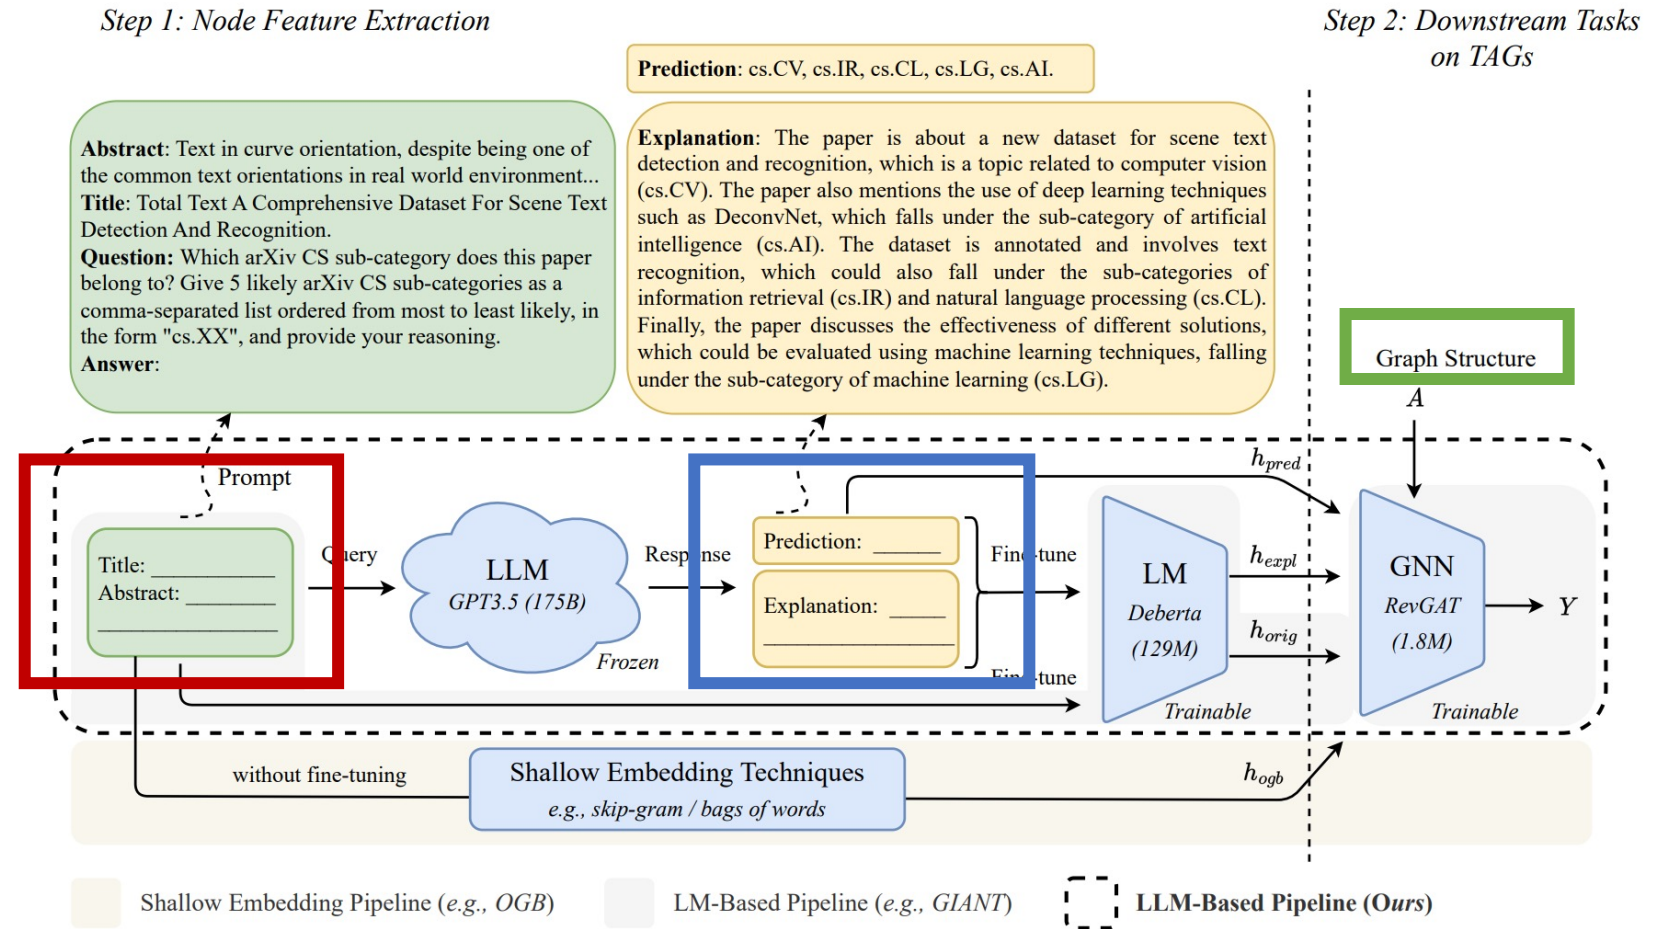 Step 1: Node Feature Extraction
Step 2: Downstream Tasks
on TAGs
Prediction: cs.CV, cs.IR, cs.CL, cs.LG, cs.AI.
Abstract: Text in curve orientation, despite being one of
the common text orientations in real world environment...
Title: Total Text A Comprehensive Dataset For Scene Text
Detection And Recognition.
Question: Which arXiv CS sub-category does this paper
belong to? Give 5 likely arXiv CS sub-categories as a
comma-separated list ordered from most to least likely, in
the form "cs.XX", and provide your reasoning.
Answer:
Explanation: The paper is about a new dataset for scene text
detection and recognition, which is a topic related to computer vision
(cs.CV). The paper also mentions the use of deep learning techniques
such as DeconvNet, which falls under the sub-category of artificial
intelligence (cs.AI). The dataset is annotated and involves text
recognition, which could also fall under the sub-categories of
information retrieval (cs.IR) and natural language processing (cs.CL).
Finally, the paper discusses the effectiveness of different solutions,
which could be evaluated using machine learning techniques, falling
under the sub-category of machine learning (cs.LG).
Graph Structure
A
Prompt
Title: ___________
Abstract: ________
________________
Query
LLM
GPT3.5 (175B)
Frozen
Response
Prediction: ______
Explanation: _____
_________________
Fine-tune
Fine-tune
LM
Deberta
(129M)
Trainable
h_pred
h_expl
h_orig
GNN
RevGAT
(1.8M)
Trainable
Y
without fine-tuning
Shallow Embedding Techniques
e.g., skip-gram / bags of words
h_ogb
Shallow Embedding Pipeline (e.g., OGB)
LM-Based Pipeline (e.g., GIANT)
LLM-Based Pipeline (Ours)